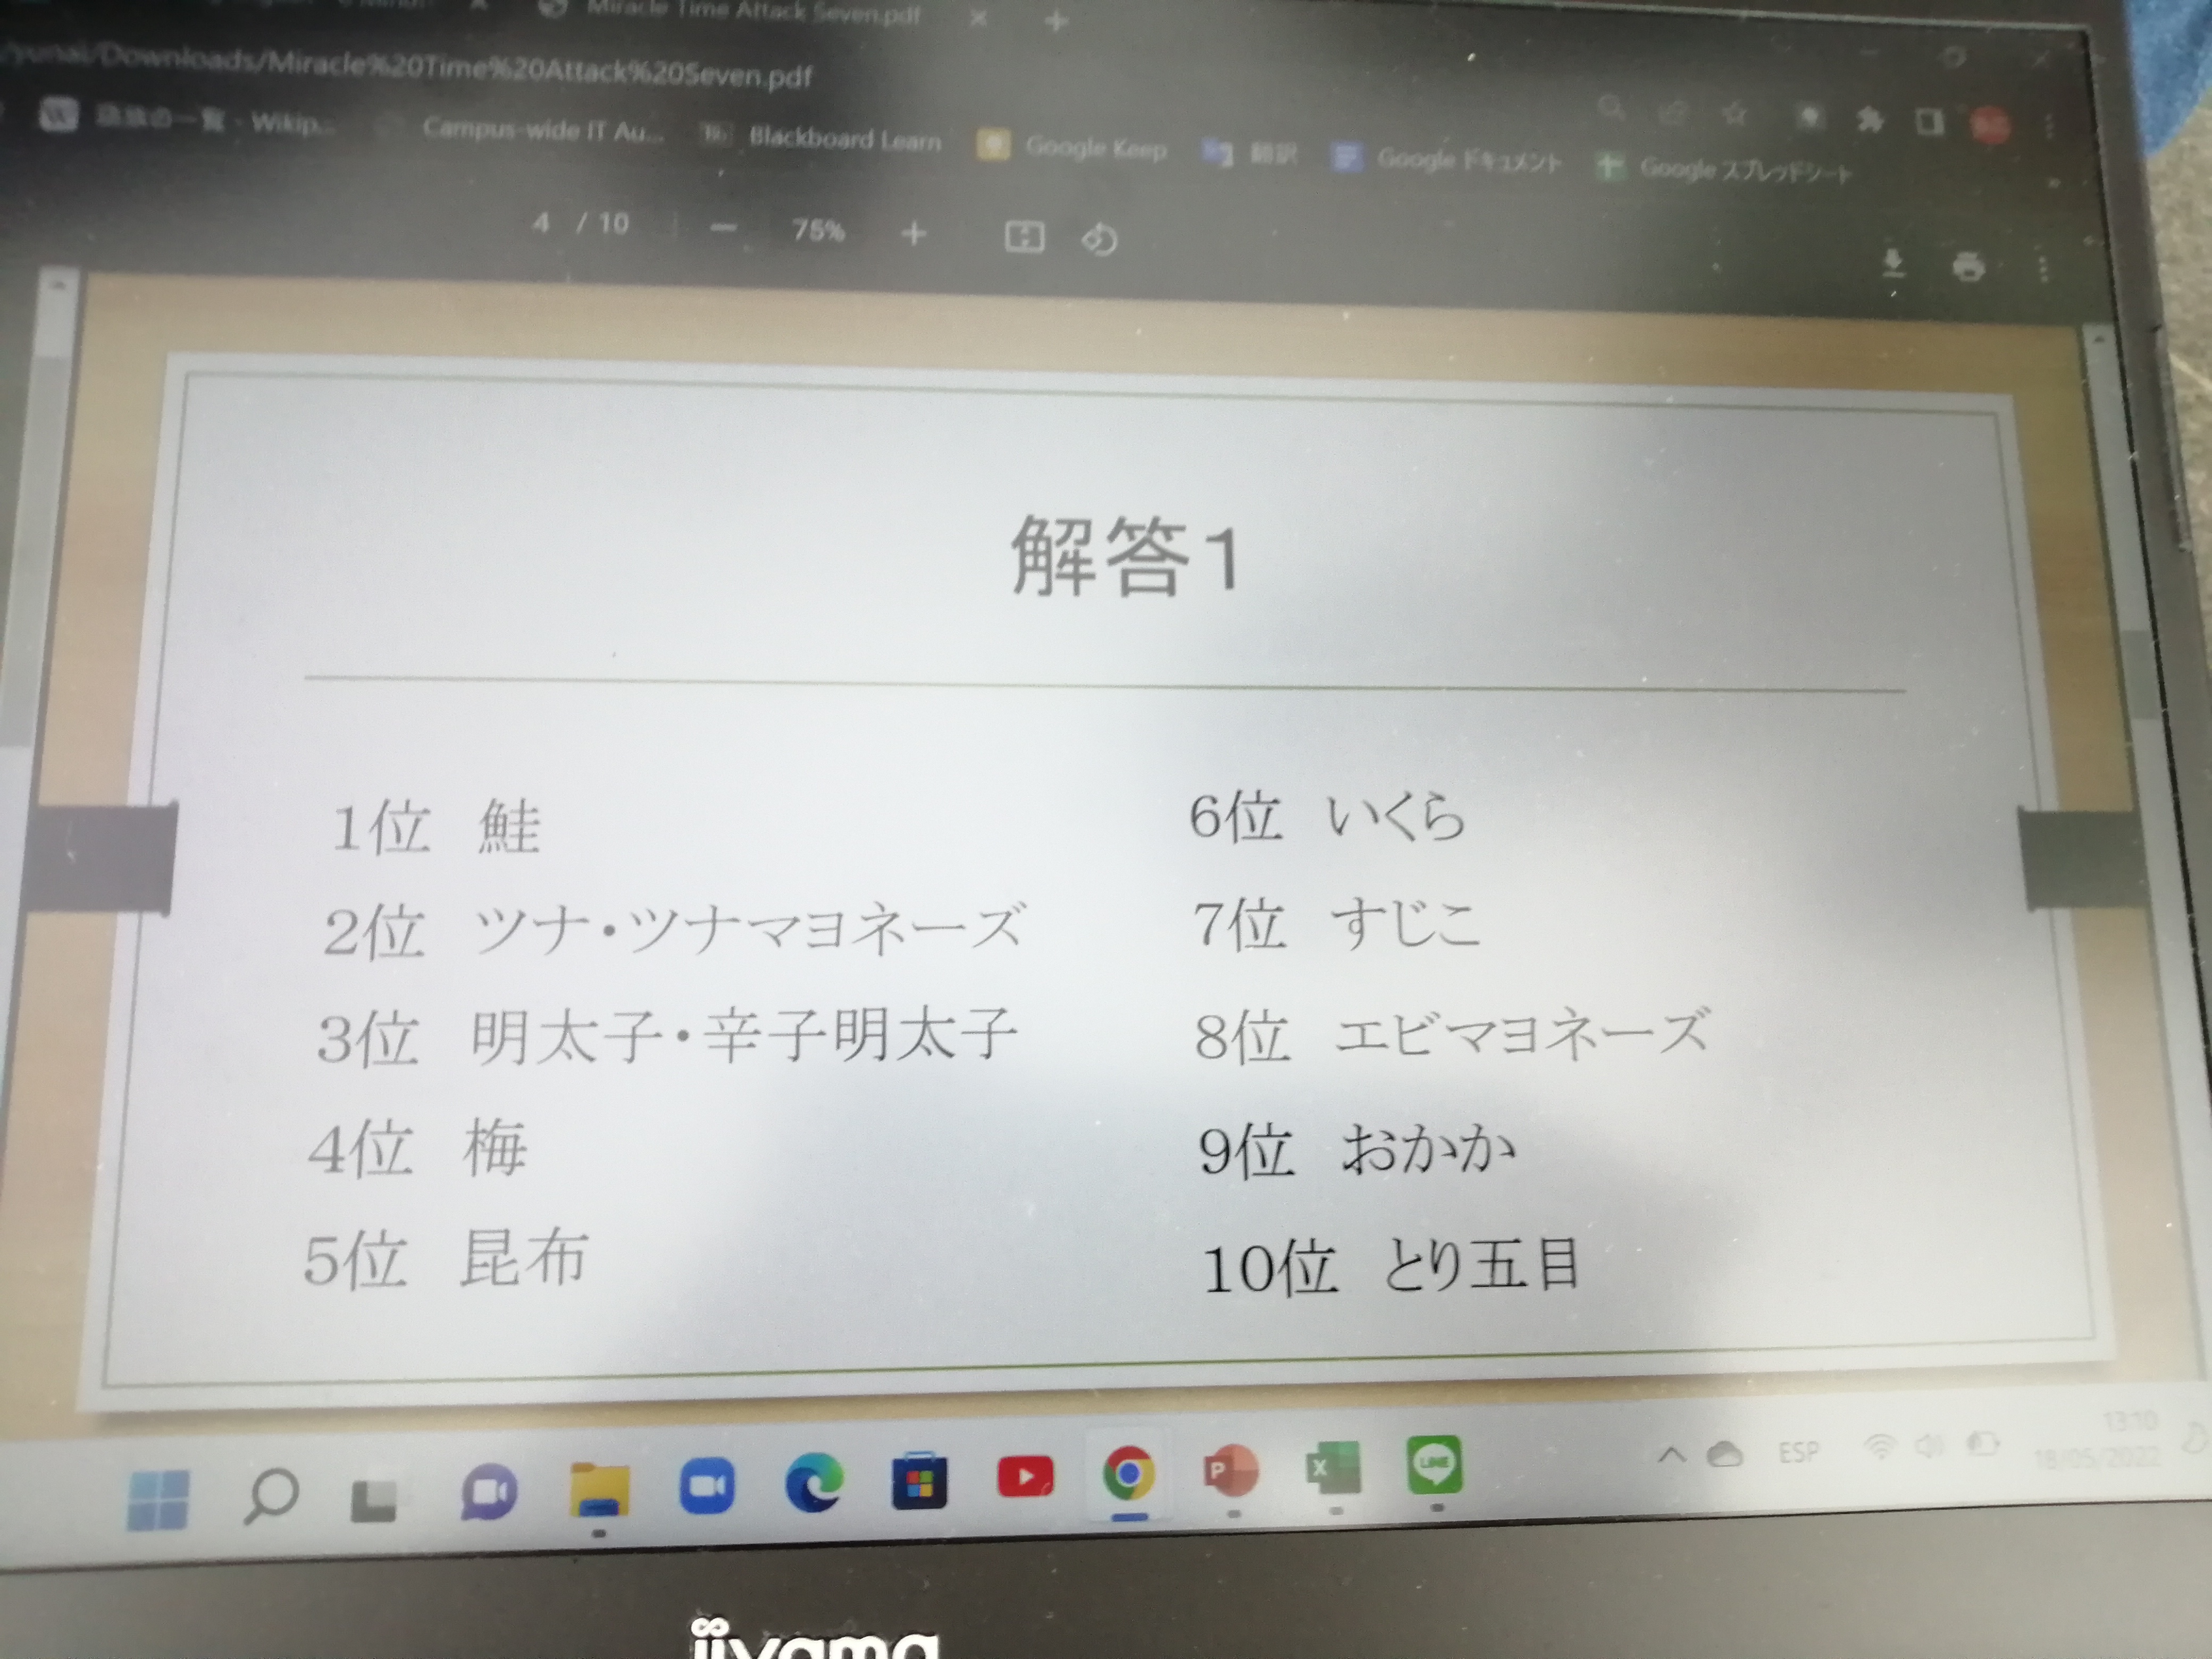 Miracle Time Attack Seven.pdf
/yunai/Downloads/Miracle%20Time%20Attack%20Seven.pdf
の一覧 - Wikip...
Campus-wide IT Au...
Blackboard Learn
Google Keep
翻訳
Google ドキュメント
Google スプレッドシート
4 / 10
75%
解答1
1位 鮭
2位 ツナ・ツナマヨネーズ
3位 明太子・辛子明太子
4位 梅
5位 昆布
6位 いくら
7位 すじこ
8位 エビマヨネーズ
9位 おかか
10位 とり五目
P
X
LINE
ESP
13:10
18/05/2022
iiyama